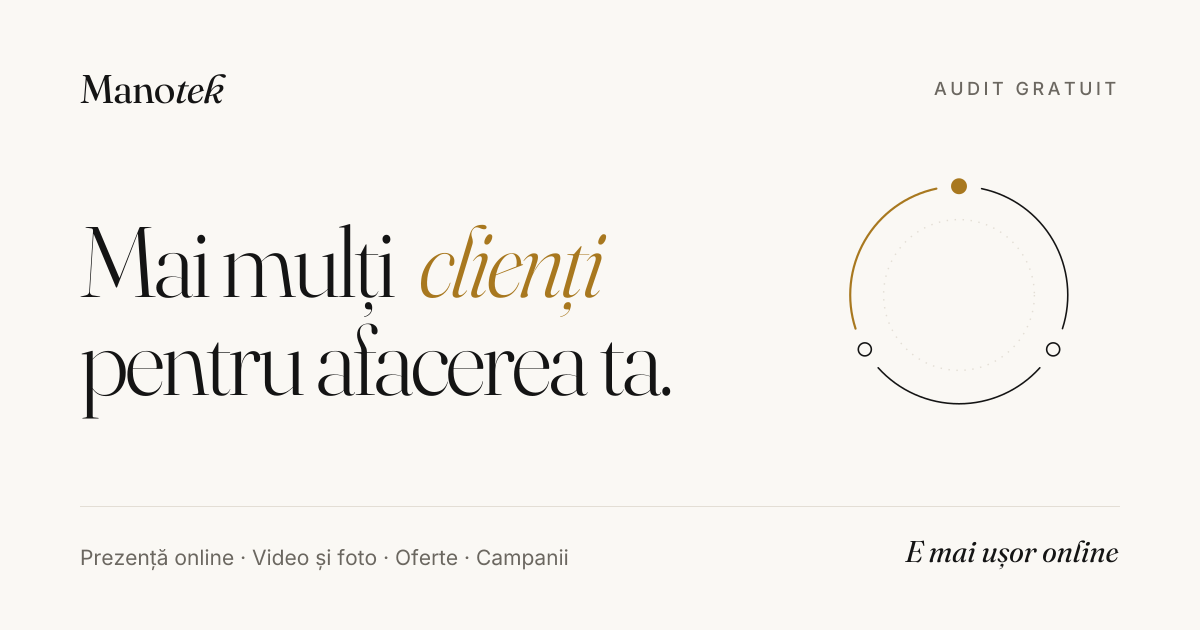 Manotek
AUDIT GRATUIT
Mai mulți clienți
pentru afacerea ta.
Prezență online · Video și foto · Oferte · Campanii
E mai ușor online